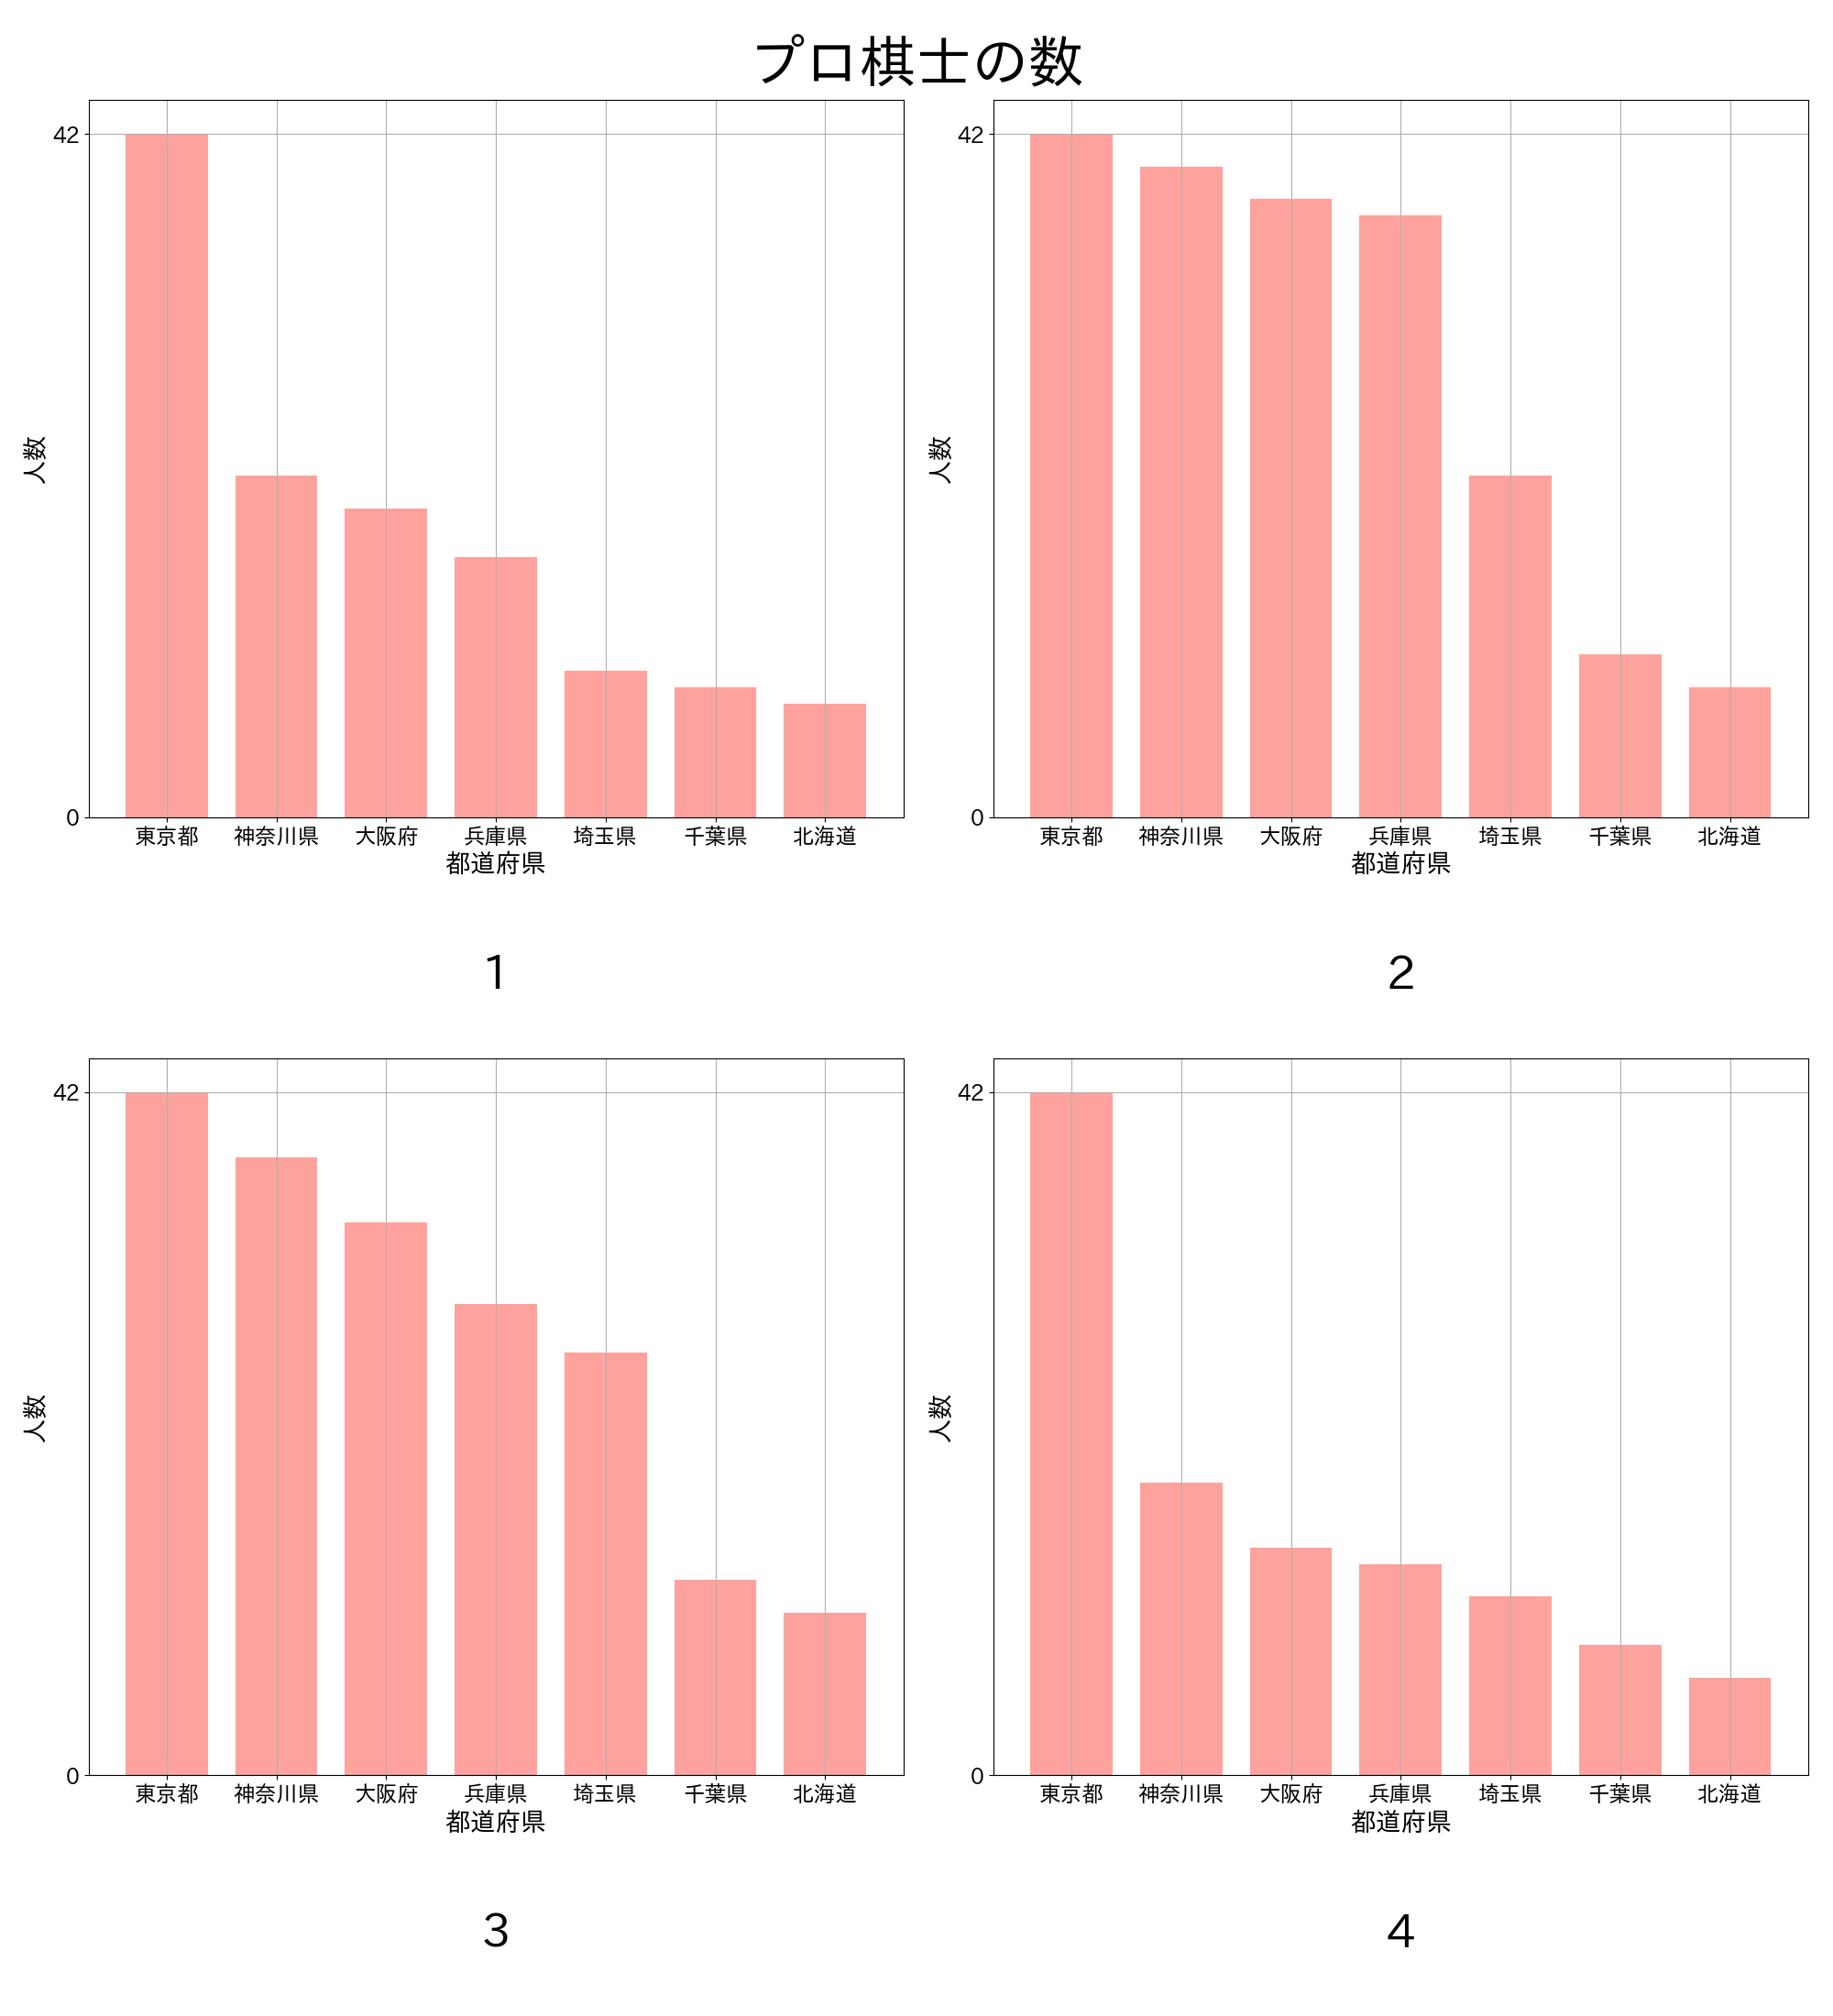 プロ棋士の数
42
0
人数
東京都 神奈川県 大阪府 兵庫県 埼玉県 千葉県 北海道
都道府県
1
42
0
人数
東京都 神奈川県 大阪府 兵庫県 埼玉県 千葉県 北海道
都道府県
2
42
0
人数
東京都 神奈川県 大阪府 兵庫県 埼玉県 千葉県 北海道
都道府県
3
42
0
人数
東京都 神奈川県 大阪府 兵庫県 埼玉県 千葉県 北海道
都道府県
4